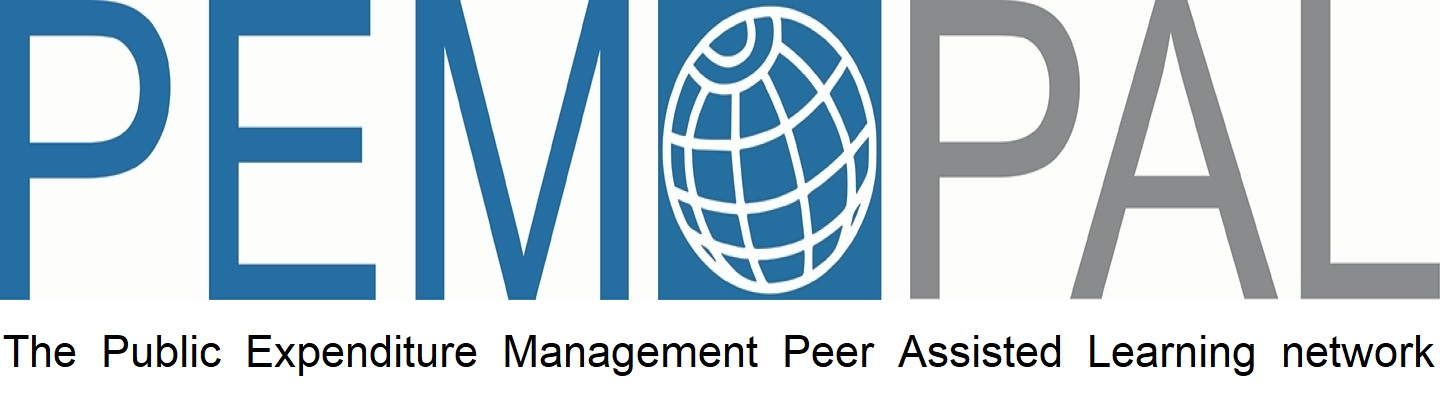 PEMPAL
The Public Expenditure Management Peer Assisted Learning network